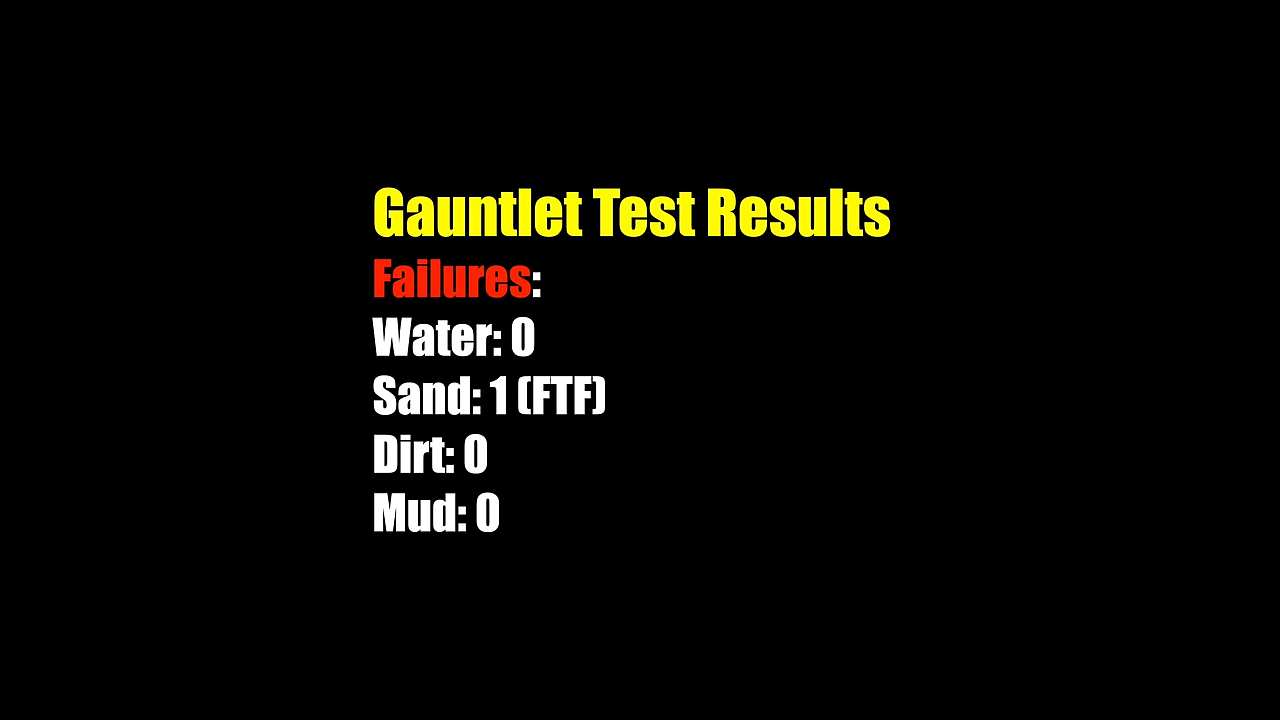 Gauntlet Test Results
Failures:
Water: 0
Sand: 1 (FTF)
Dirt: 0
Mud: 0